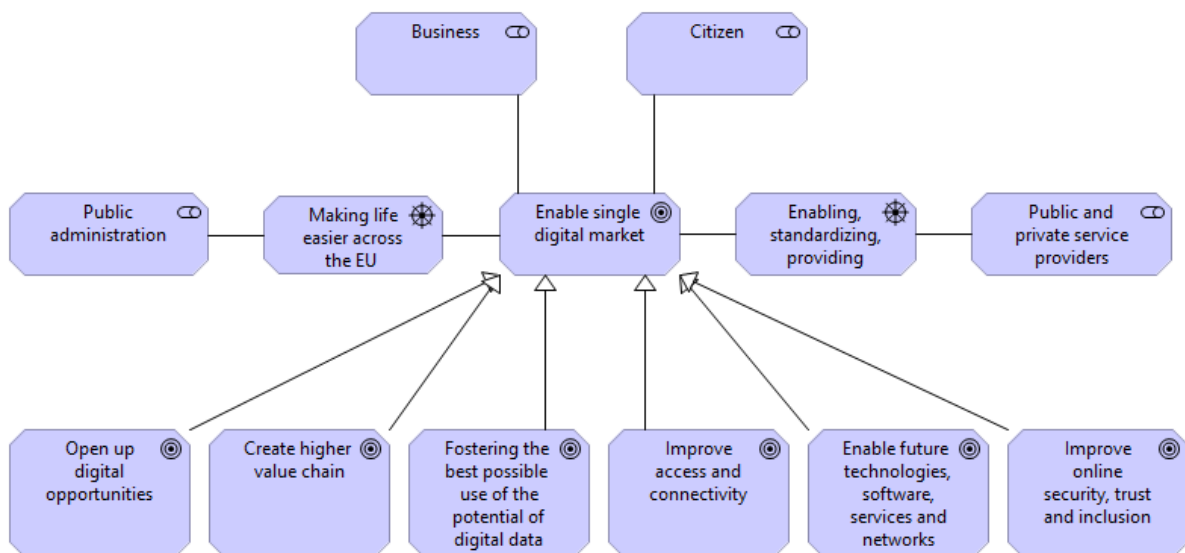 Business
Citizen
Public
administration
Making life
easier across
the EU
Enable single
digital market
Enabling,
standardizing,
providing
Public and
private service
providers
Open up
digital
opportunities
Create higher
value chain
Fostering the
best possible
use of the
potential of
digital data
Improve
access and
connectivity
Enable future
technologies,
software,
services and
networks
Improve
online
security, trust
and inclusion